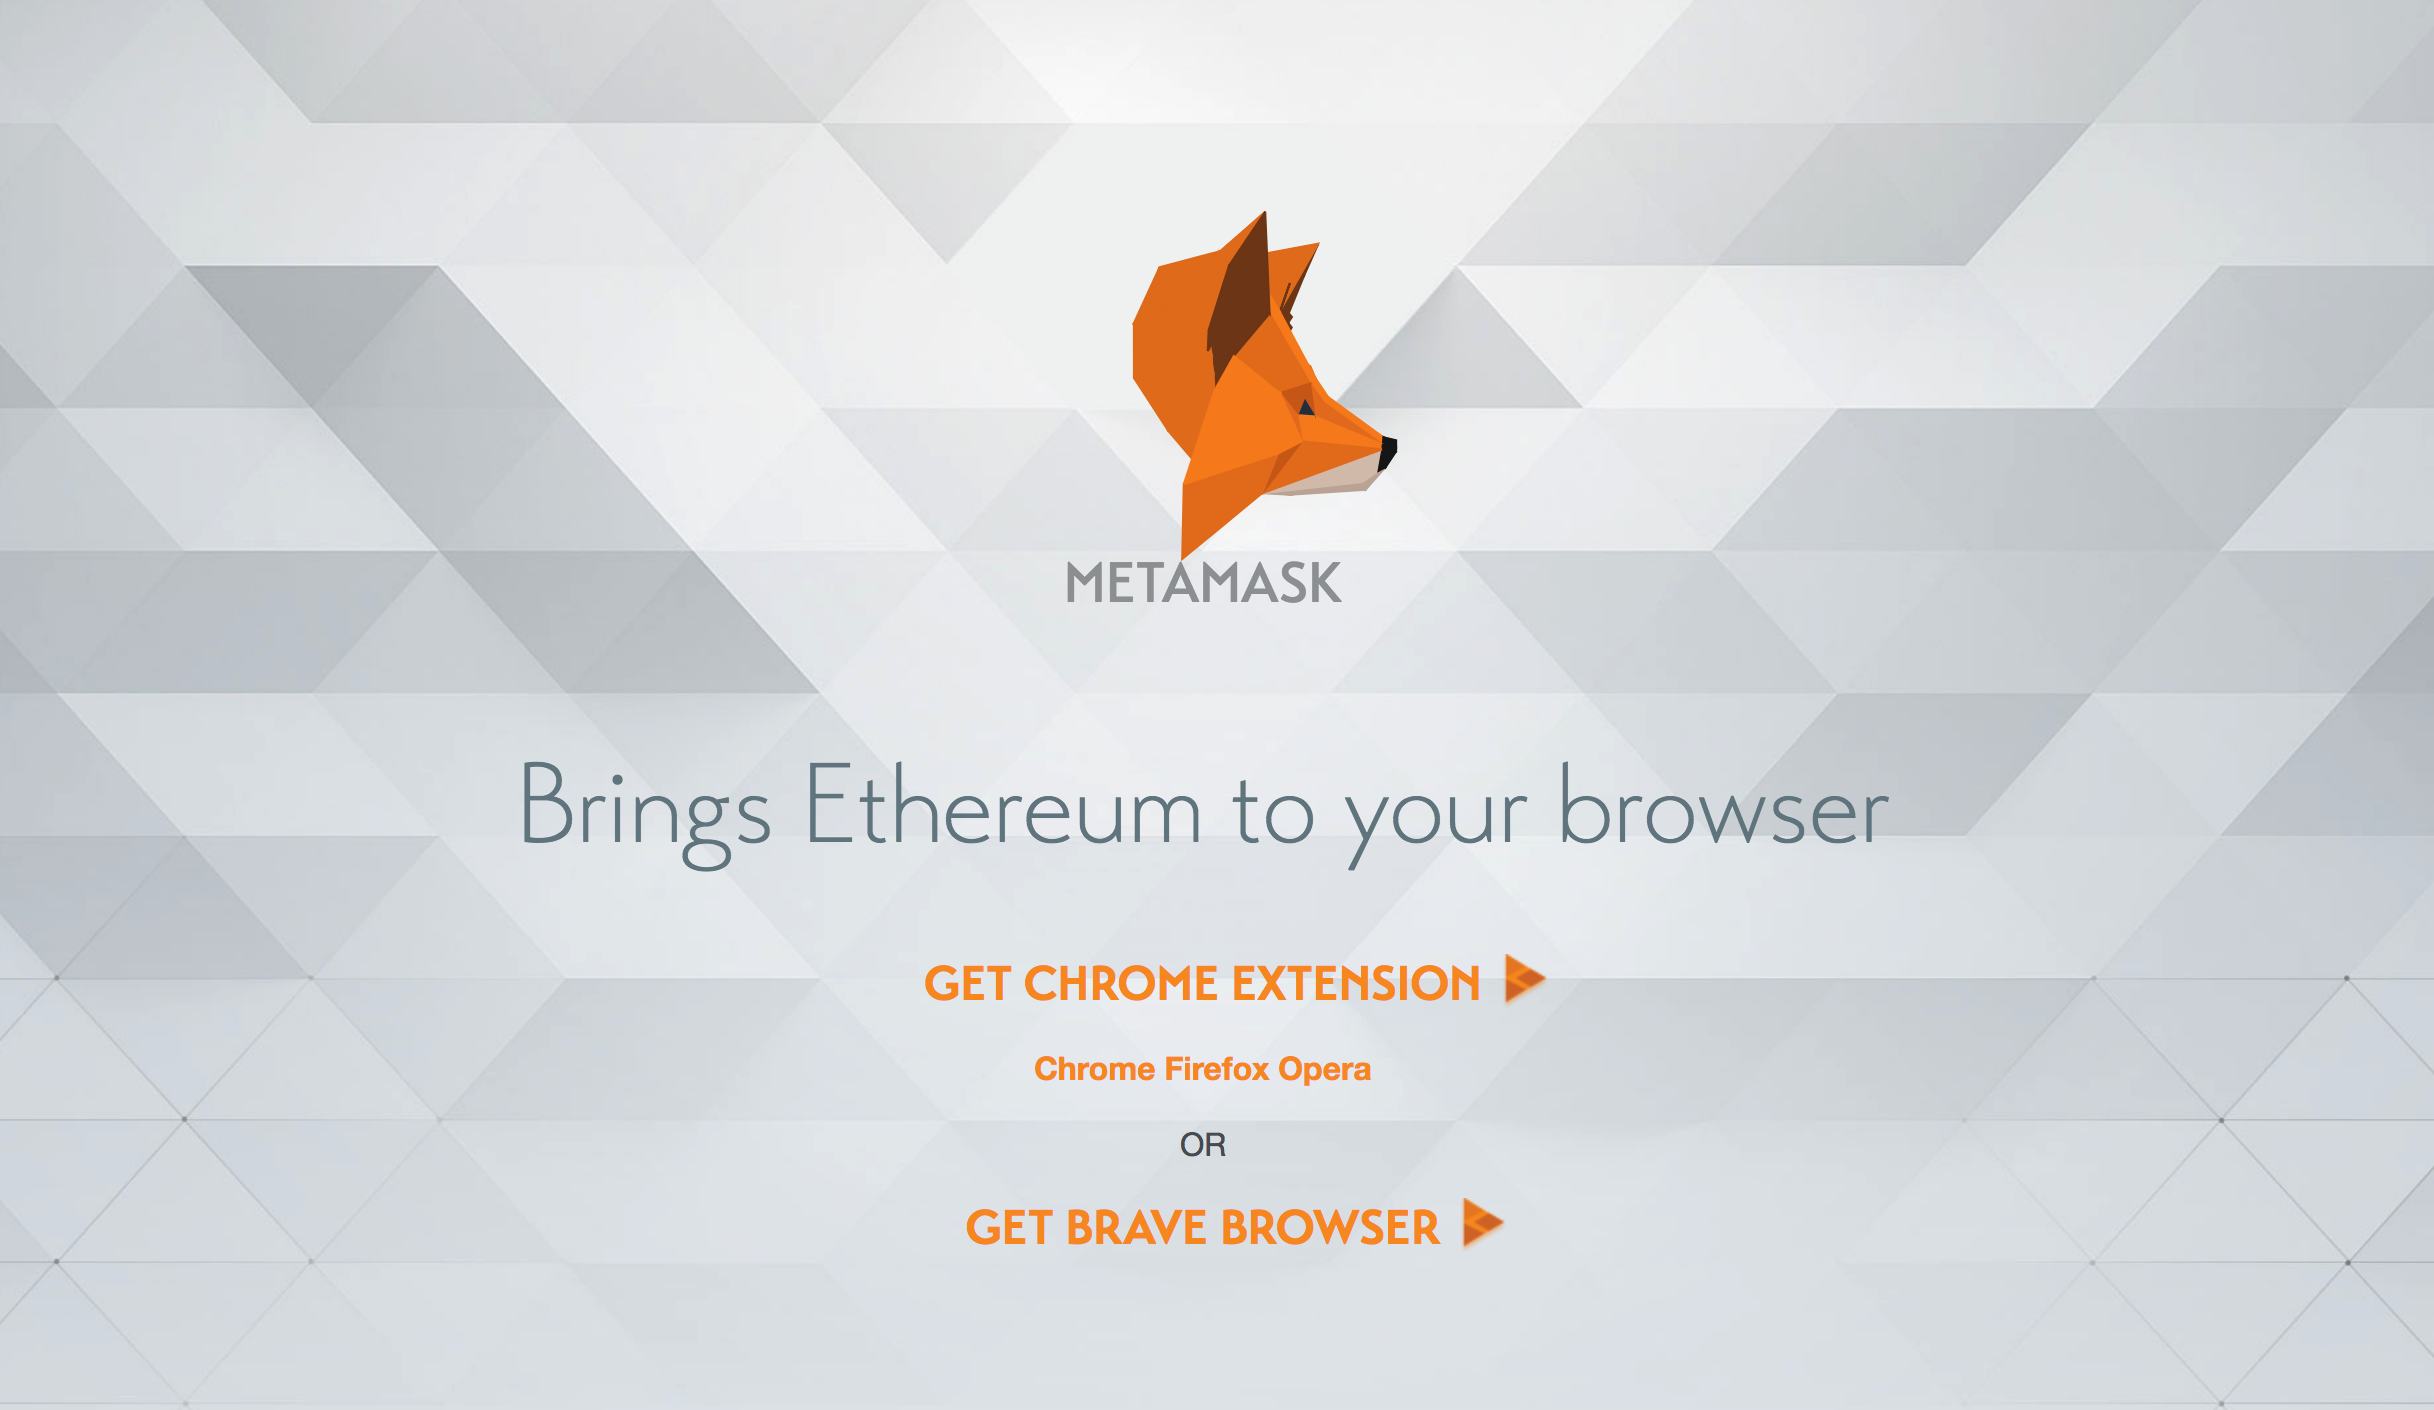 METAMASK
Brings Ethereum to your browser
GET CHROME EXTENSION
Chrome Firefox Opera
OR
GET BRAVE BROWSER